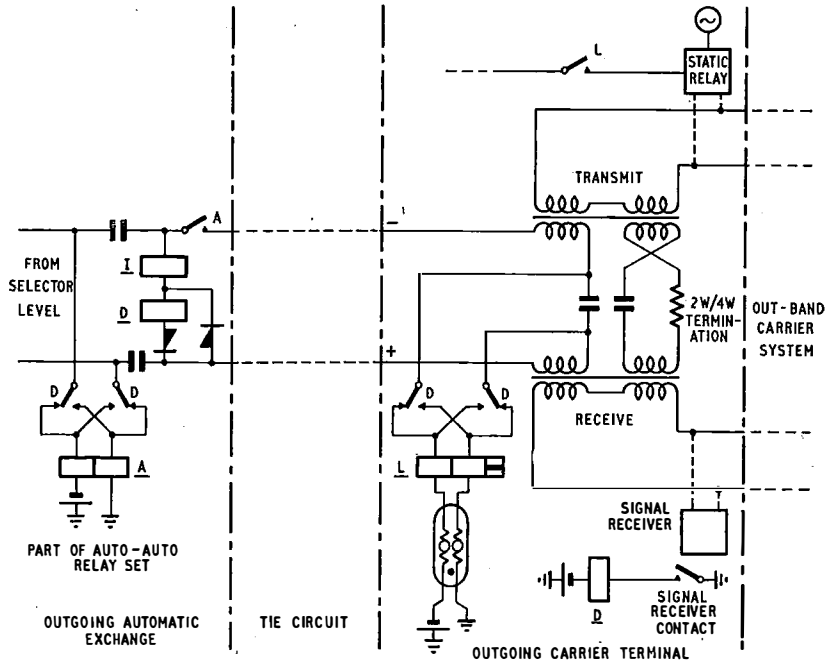 L
STATIC
RELAY
TRANSMIT
A
–
FROM
SELECTOR
LEVEL
I
D
2W/4W
TERMIN-
ATION
OUT-BAND
CARRIER
SYSTEM
+
D
D
D
D
RECEIVE
A
L
SIGNAL
RECEIVER
PART OF AUTO-AUTO
RELAY SET
D
SIGNAL
RECEIVER
CONTACT
OUTGOING AUTOMATIC
EXCHANGE
TIE CIRCUIT
OUTGOING CARRIER TERMINAL